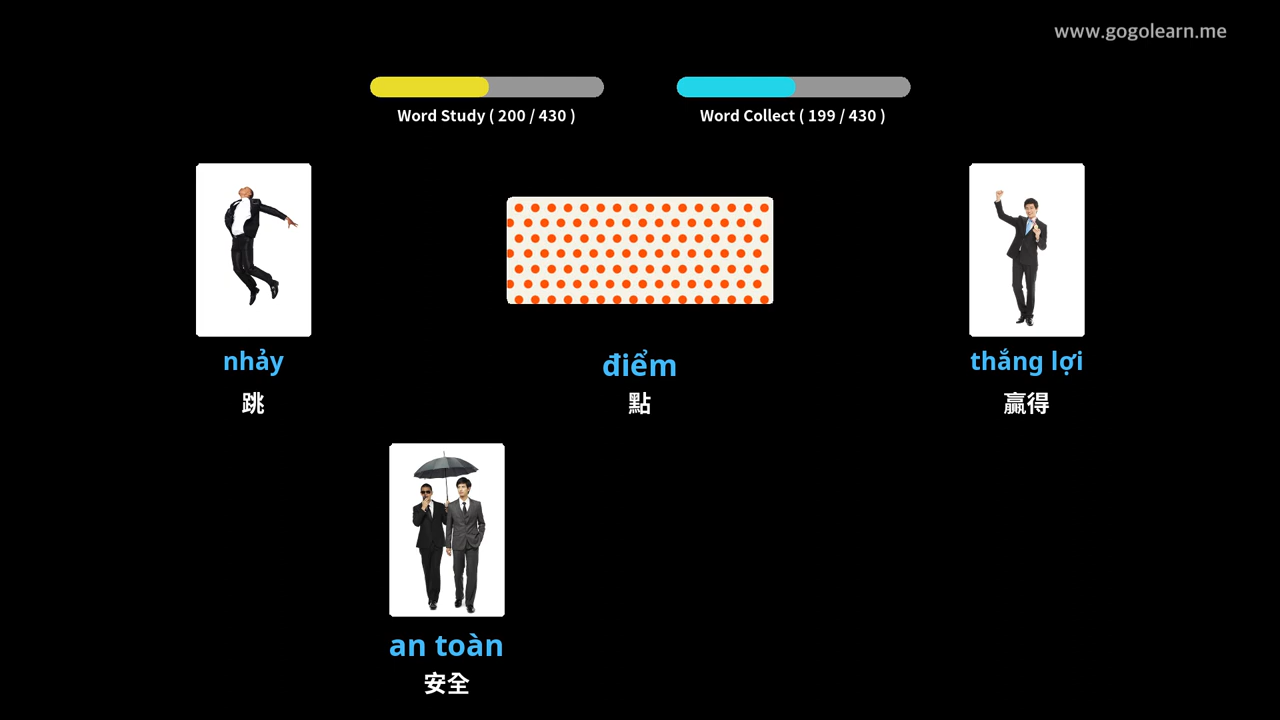 www.gogolearn.me
Word Study ( 200 / 430 )
Word Collect ( 199 / 430 )
nhảy
跳
điểm
點
thắng lợi
贏得
an toàn
安全